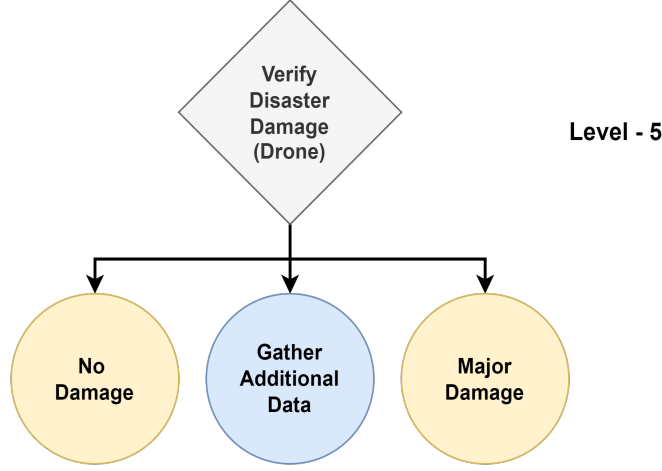 Verify
Disaster
Damage
(Drone)
Level - 5
No
Damage
Gather
Additional
Data
Major
Damage